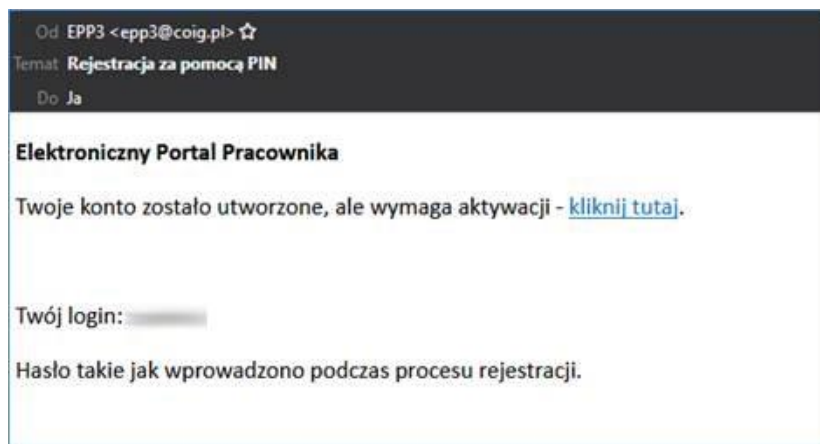 Od EPP3 <epp3@coig.pl>
Temat Rejestracja za pomocą PIN
Do Ja
Elektroniczny Portal Pracownika
Twoje konto zostało utworzone, ale wymaga aktywacji - kliknij tutaj.
Twój login:
Hasło takie jak wprowadzono podczas procesu rejestracji.